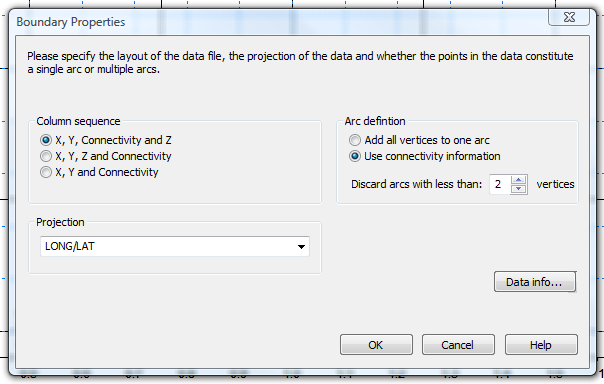 Boundary Properties
Please specify the layout of the data file, the projection of the data and whether the points in the data constitute
a single arc or multiple arcs.
Column sequence
X, Y, Connectivity and Z
X, Y, Z and Connectivity
X, Y and Connectivity
Arc defintion
Add all vertices to one arc
Use connectivity information
Discard arcs with less than: 2 vertices
Projection
LONG/LAT
Data info...
OK Cancel Help